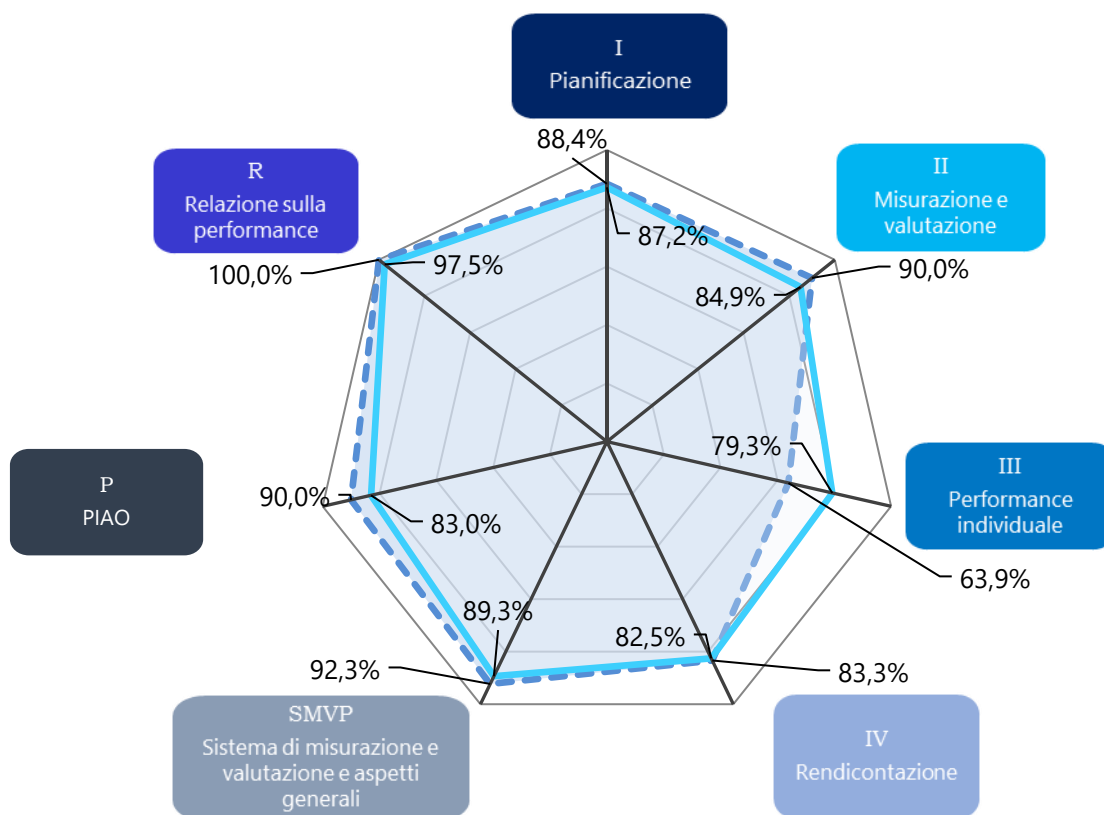 I
Pianificazione
88,4%
87,2%
R
Relazione sulla
performance
100,0%
97,5%
II
Misurazione e
valutazione
90,0%
84,9%
79,3%
III
Performance
individuale
63,9%
P
PIAO
90,0%
83,0%
89,3%
92,3%
82,5%
83,3%
SMVP
Sistema di misurazione e
valutazione e aspetti
generali
IV
Rendicontazione